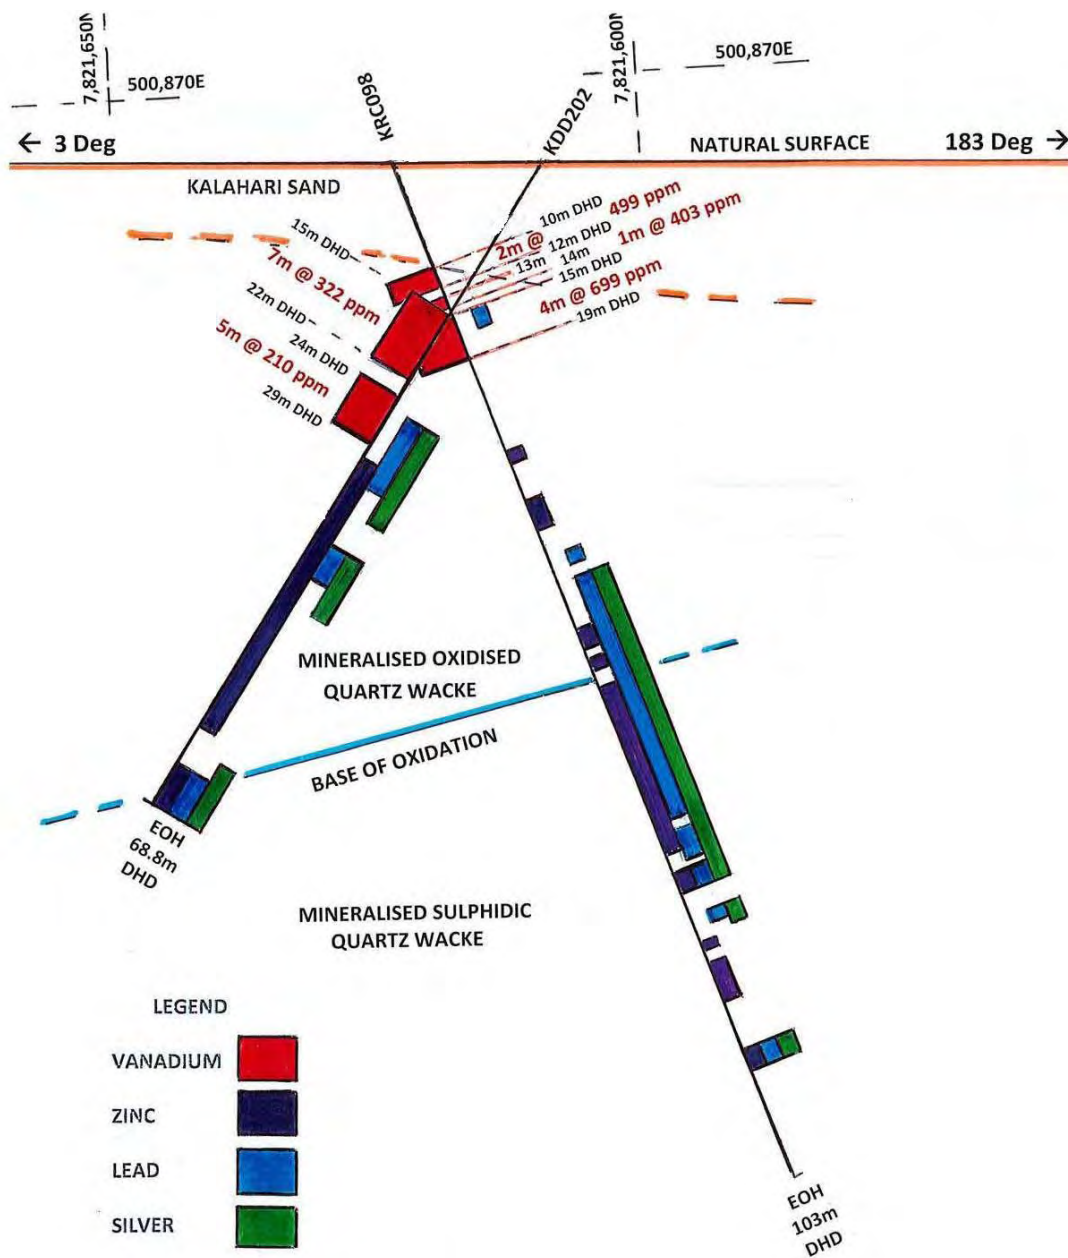 7,821,650N
500,870E
KRC098
KDD202
7,821,600N
500,870E
← 3 Deg
NATURAL SURFACE
183 Deg →
KALAHARI SAND
15m DHD
7m @ 322 ppm
22m DHD
24m DHD
5m @ 210 ppm
29m DHD
10m DHD
2m @ 499 ppm
12m DHD
13m
14m
1m @ 403 ppm
15m DHD
4m @ 699 ppm
19m DHD
MINERALISED OXIDISED
QUARTZ WACKE
BASE OF OXIDATION
EOH
68.8m
DHD
MINERALISED SULPHIDIC
QUARTZ WACKE
LEGEND
VANADIUM
ZINC
LEAD
SILVER
EOH
103m
DHD